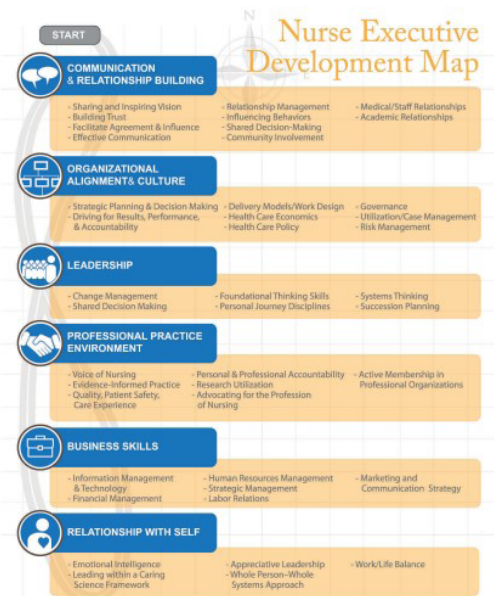 N
START
Nurse Executive
Development Map
COMMUNICATION
& RELATIONSHIP BUILDING
- Sharing and Inspiring Vision
- Building Trust
- Facilitate Agreement & Influence
- Effective Communication
- Relationship Management
- Influencing Behaviors
- Shared Decision-Making
- Community Involvement
- Medical/Staff Relationships
- Academic Relationships
ORGANIZATIONAL
ALIGNMENT& CULTURE
- Strategic Planning & Decision Making
- Driving for Results, Performance,
& Accountability
- Delivery Models/Work Design
- Health Care Economics
- Health Care Policy
- Governance
- Utilization/Case Management
- Risk Management
LEADERSHIP
- Change Management
- Shared Decision Making
- Foundational Thinking Skills
- Personal Journey Disciplines
- Systems Thinking
- Succession Planning
PROFESSIONAL PRACTICE
ENVIRONMENT
- Voice of Nursing
- Evidence-Informed Practice
- Quality, Patient Safety,
Care Experience
- Personal & Professional Accountability
- Research Utilization
- Advocating for the Profession
of Nursing
- Active Membership in
Professional Organizations
BUSINESS SKILLS
- Information Management
& Technology
- Financial Management
- Human Resources Management
- Strategic Management
- Labor Relations
- Marketing and
Communication Strategy
RELATIONSHIP WITH SELF
- Emotional Intelligence
- Leading within a Caring
Science Framework
- Appreciative Leadership
- Whole Person–Whole
Systems Approach
- Work/Life Balance